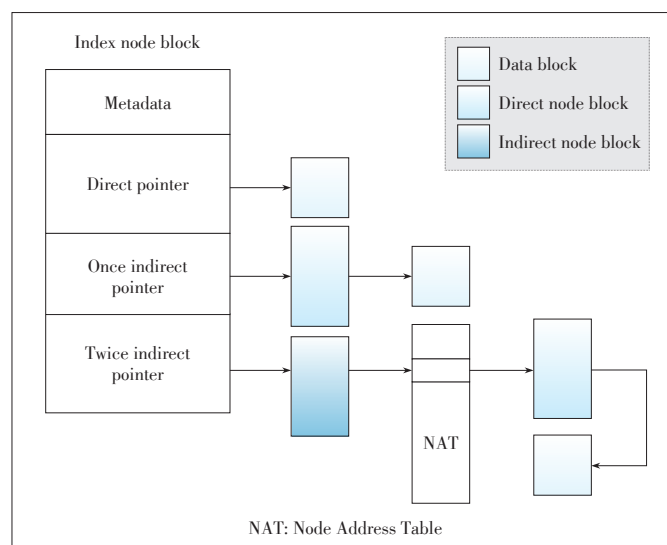 Index node block
Metadata
Direct pointer
Once indirect
pointer
Twice indirect
pointer
Data block
Direct node block
Indirect node block
NAT
NAT: Node Address Table